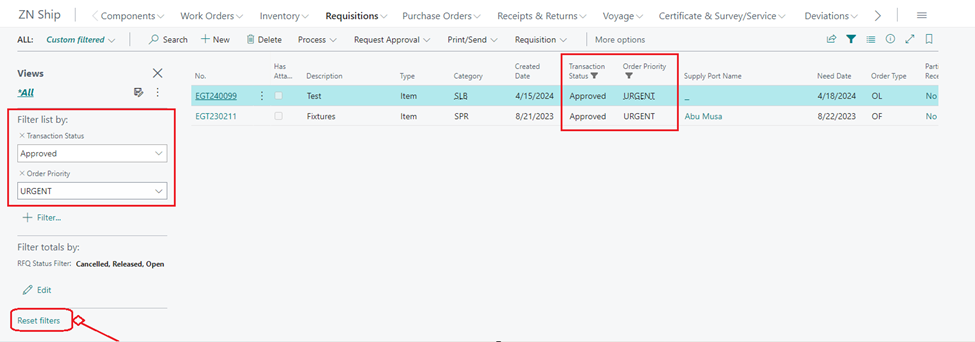 ZN Ship
Components Work Orders Inventory Requisitions Purchase Orders Receipts & Returns Voyage Certificate & Survey/Service Deviations
ALL: Custom filtered Search + New Delete Process Request Approval Print/Send Requisition More options
Views
*All
Filter list by:
× Transaction Status
Approved
× Order Priority
URGENT
+ Filter...
Filter totals by:
RFQ Status Filter: Cancelled, Released, Open
Edit
Reset filters
No. Has Atta... Description Type Category Created Date Transaction Status Order Priority Supply Port Name Need Date Order Type Parti Rece
EGT240099 Test Item SLB 4/15/2024 Approved URGENT _ 4/18/2024 OL No
EGT230211 Fixtures Item SPR 8/21/2023 Approved URGENT Abu Musa 8/22/2023 OF No